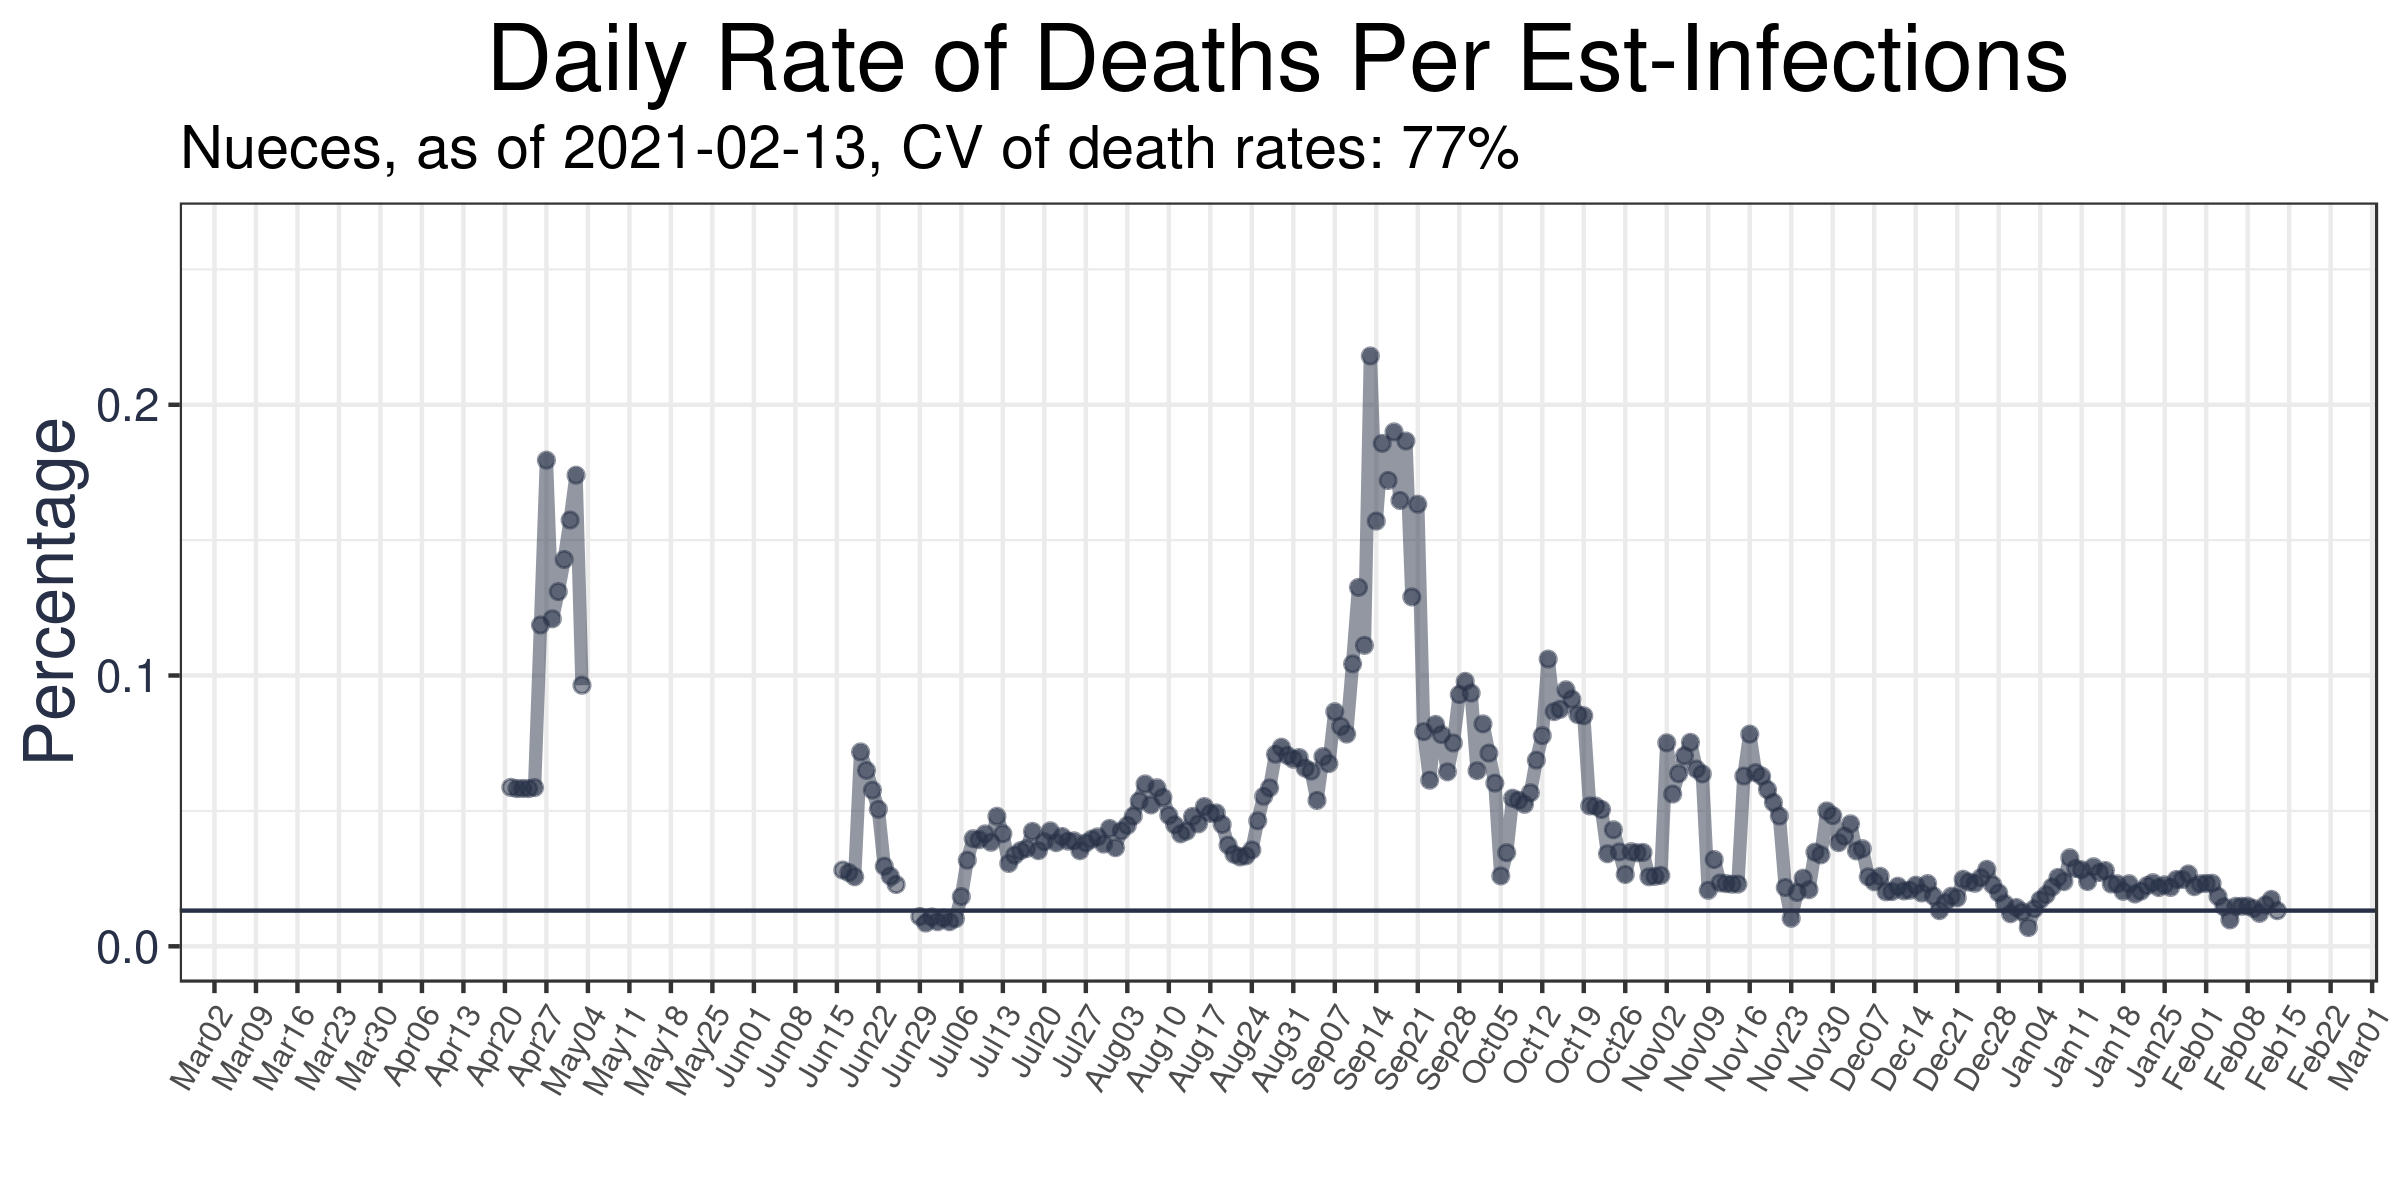 Daily Rate of Deaths Per Est-Infections
Nueces, as of 2021-02-13, CV of death rates: 77%
Percentage
0.2
0.1
0.0
Mar02 Mar09 Mar16 Mar23 Mar30 Apr06 Apr13 Apr20 Apr27 May04 May11 May18 May25 Jun01 Jun08 Jun15 Jun22 Jun29 Jul06 Jul13 Jul20 Jul27 Aug03 Aug10 Aug17 Aug24 Aug31 Sep07 Sep14 Sep21 Sep28 Oct05 Oct12 Oct19 Oct26 Nov02 Nov09 Nov16 Nov23 Nov30 Dec07 Dec14 Dec21 Dec28 Jan04 Jan11 Jan18 Jan25 Feb01 Feb08 Feb15 Feb22 Mar01